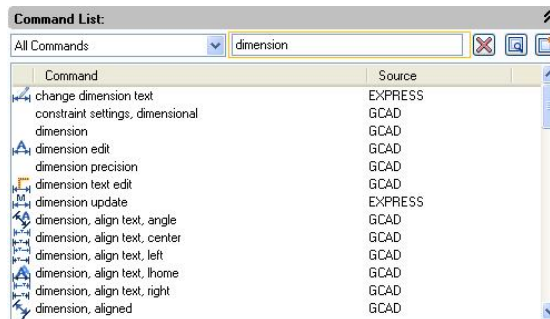 Command List:
All Commands dimension
Command Source
change dimension text EXPRESS
constraint settings, dimensional GCAD
dimension GCAD
dimension edit GCAD
dimension precision GCAD
dimension text edit GCAD
dimension update EXPRESS
dimension, align text, angle GCAD
dimension, align text, center GCAD
dimension, align text, left GCAD
dimension, align text, lhome GCAD
dimension, align text, right GCAD
dimension, aligned GCAD